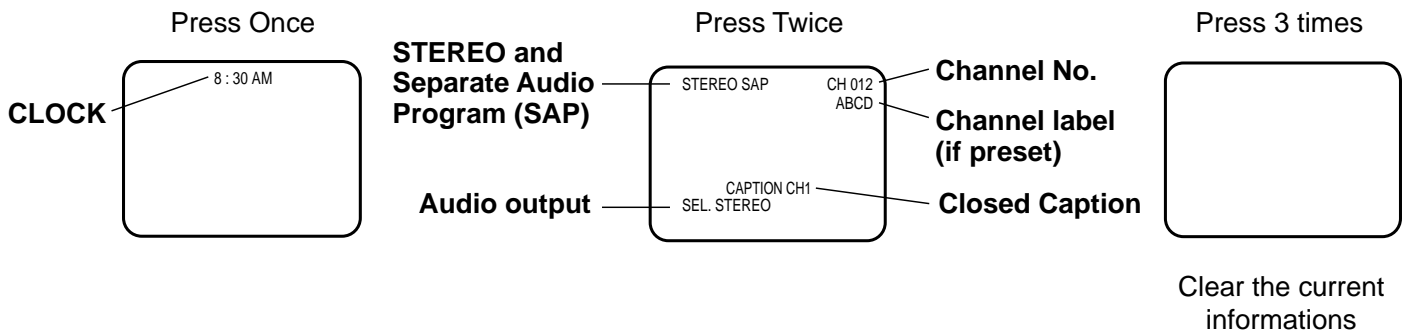 Press Once
CLOCK
8 : 30 AM
Press Twice
STEREO and
Separate Audio
Program (SAP)
Audio output
STEREO SAP
CH 012
ABCD
CAPTION CH1
SEL. STEREO
Channel No.
Channel label
(if preset)
Closed Caption
Press 3 times
Clear the current
informations